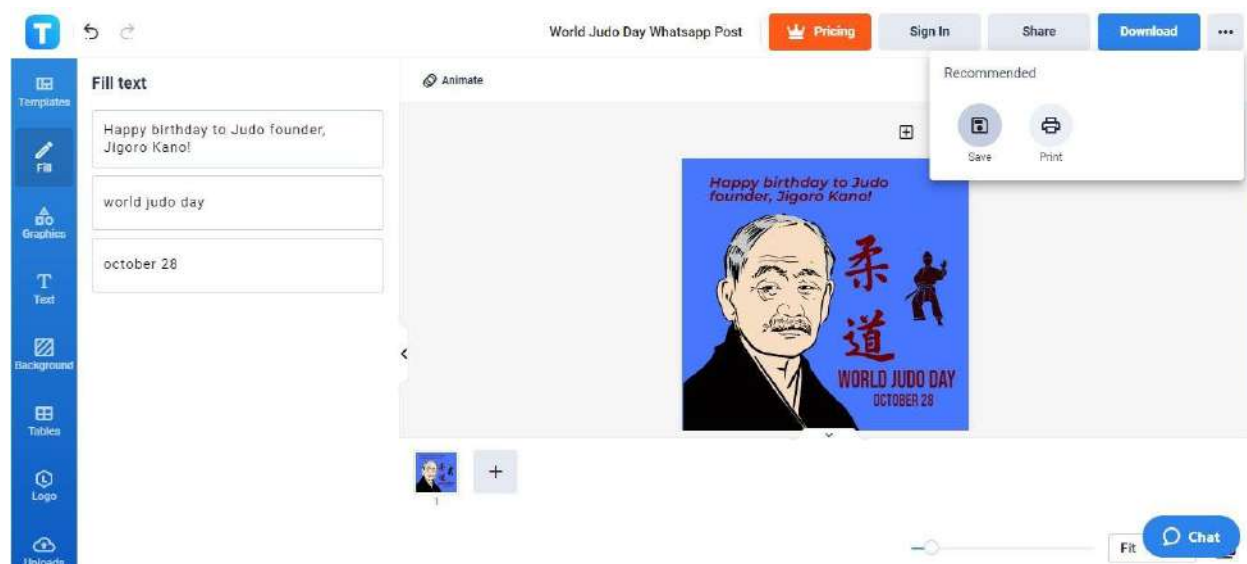 T
World Judo Day Whatsapp Post
Pricing
Sign In
Share
Download
Templates
Fill
Graphics
Text
Background
Tables
Logo
Uploads
Fill text
Happy birthday to Judo founder,
Jigoro Kano!
world judo day
october 28
Animate
Recommended
Save
Print
Happy birthday to Judo
founder, Jigoro Kano!
柔
道
WORLD JUDO DAY
OCTOBER 28
1
Fit
Chat